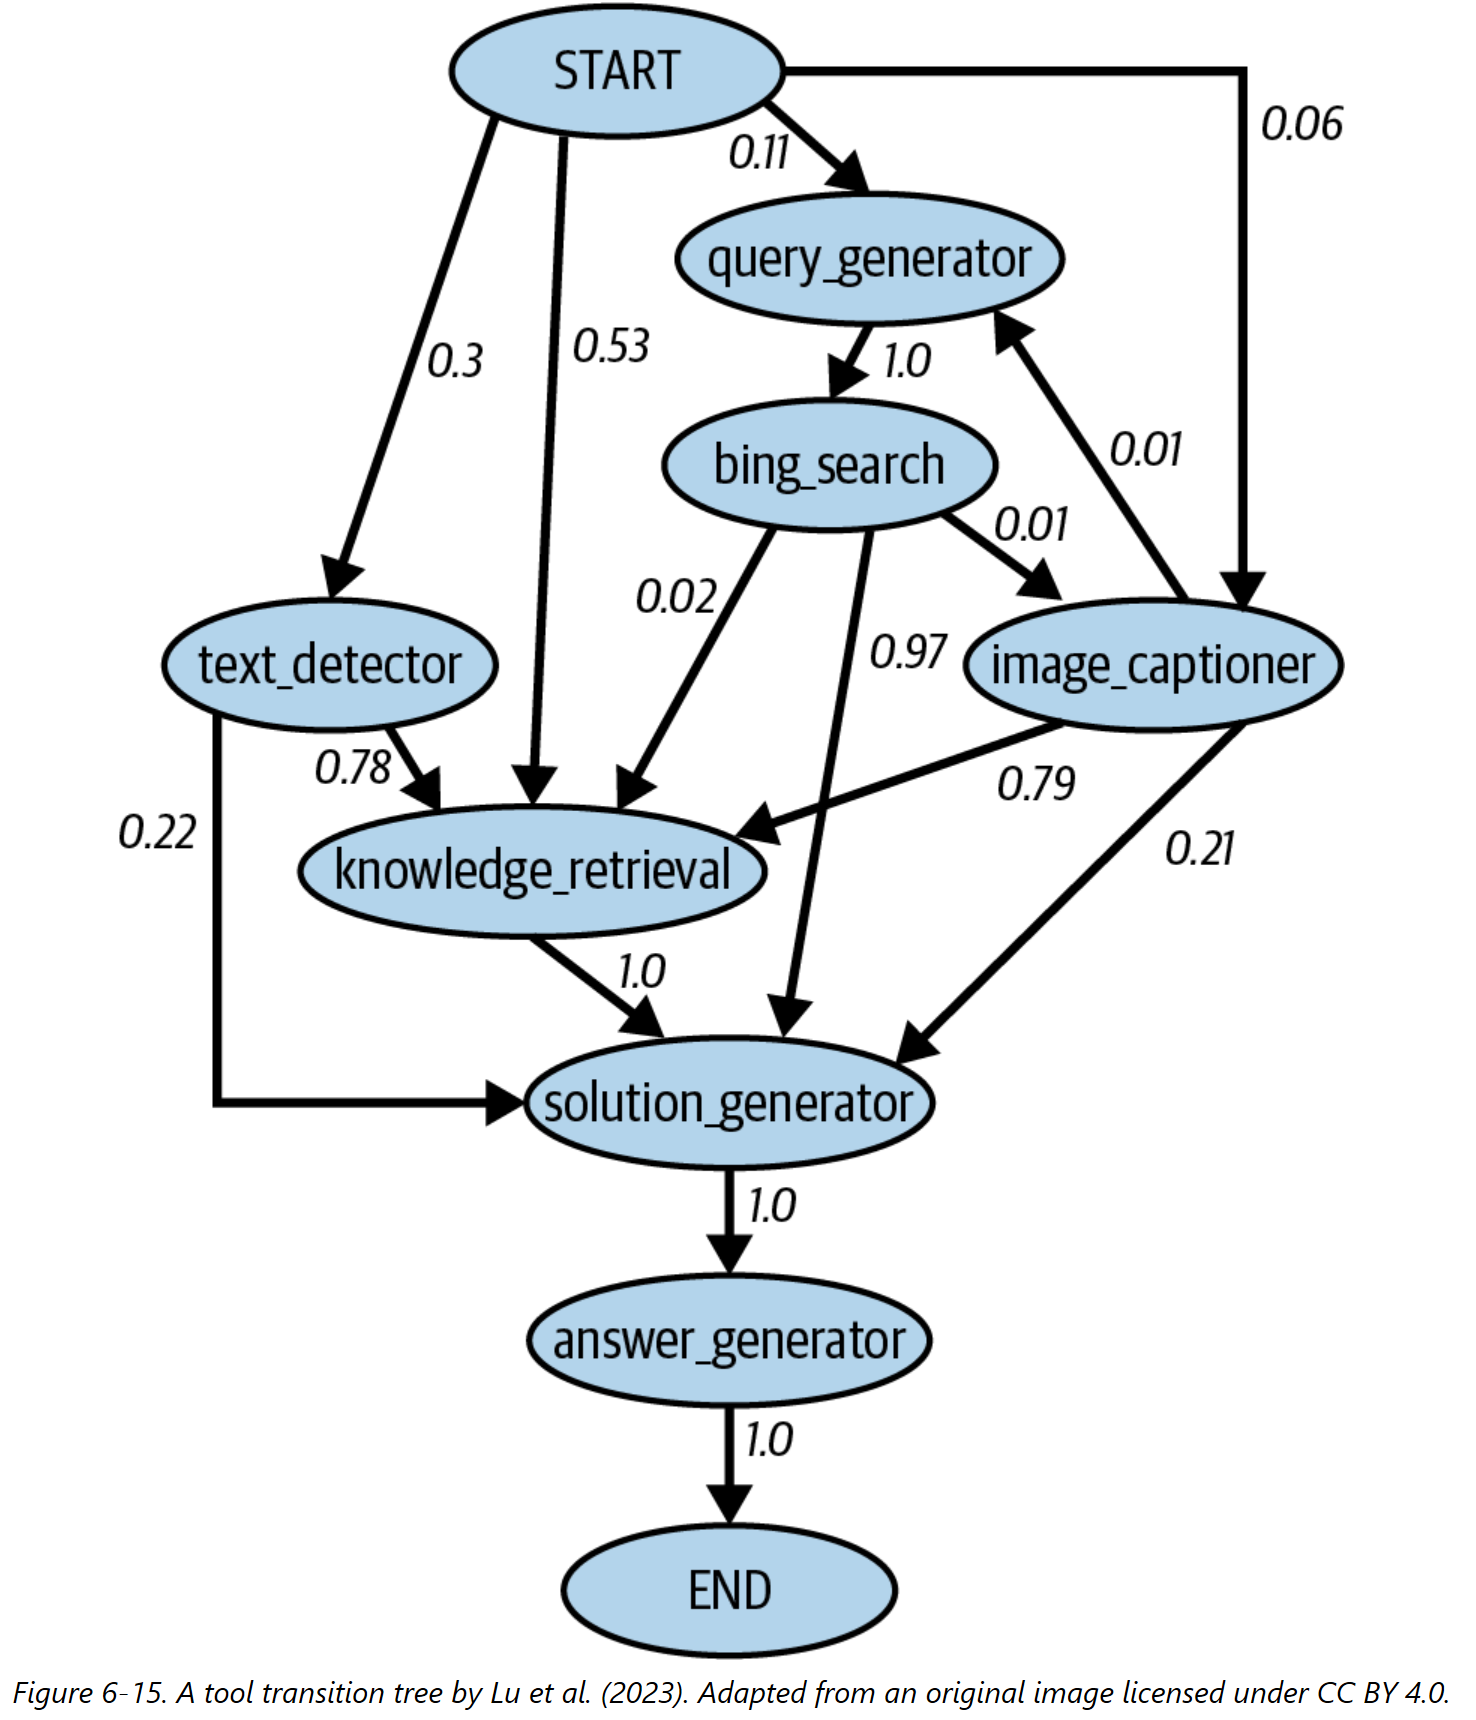 START
0.06
0.11
query_generator
0.3
0.53
1.0
bing_search
0.01
0.01
0.02
0.97
text_detector
image_captioner
0.78
0.79
0.22
0.21
knowledge_retrieval
1.0
solution_generator
1.0
answer_generator
1.0
END
Figure 6-15. A tool transition tree by Lu et al. (2023). Adapted from an original image licensed under CC BY 4.0.